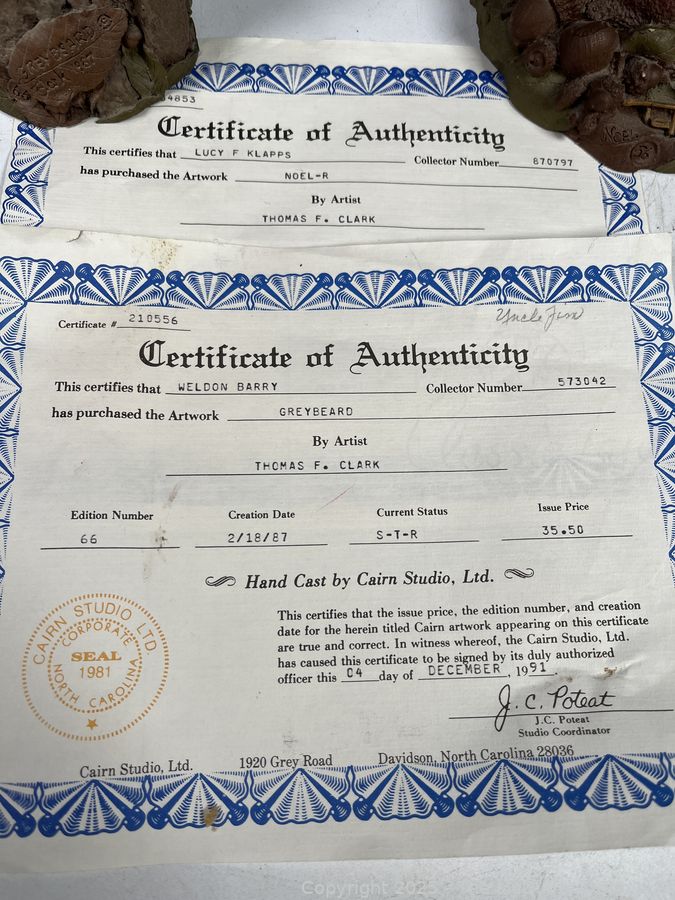 GREYBEARD ©
66 87
Noel
4853
Certificate of Authenticity
This certifies that LUCY F KLAPPS Collector Number 870797
has purchased the Artwork NOEL-R
By Artist
THOMAS F. CLARK
Certificate # 210556
Uncle Jim
Certificate of Authenticity
This certifies that WELDON BARRY Collector Number 573042
has purchased the Artwork GREYBEARD
By Artist
THOMAS F. CLARK
Edition Number Creation Date Current Status Issue Price
66 2/18/87 S-T-R 35.50
Hand Cast by Cairn Studio, Ltd.
This certifies that the issue price, the edition number, and creation
date for the herein titled Cairn artwork appearing on this certificate
are true and correct. In witness whereof, the Cairn Studio, Ltd.
has caused this certificate to be signed by its duly authorized
officer this 04 day of DECEMBER, 1991.
CAIRN STUDIO LTD.
CORPORATE
SEAL
1981
NORTH CAROLINA
J. C. Poteat
J.C. Poteat
Studio Coordinator
Cairn Studio, Ltd. 1920 Grey Road Davidson, North Carolina 28036